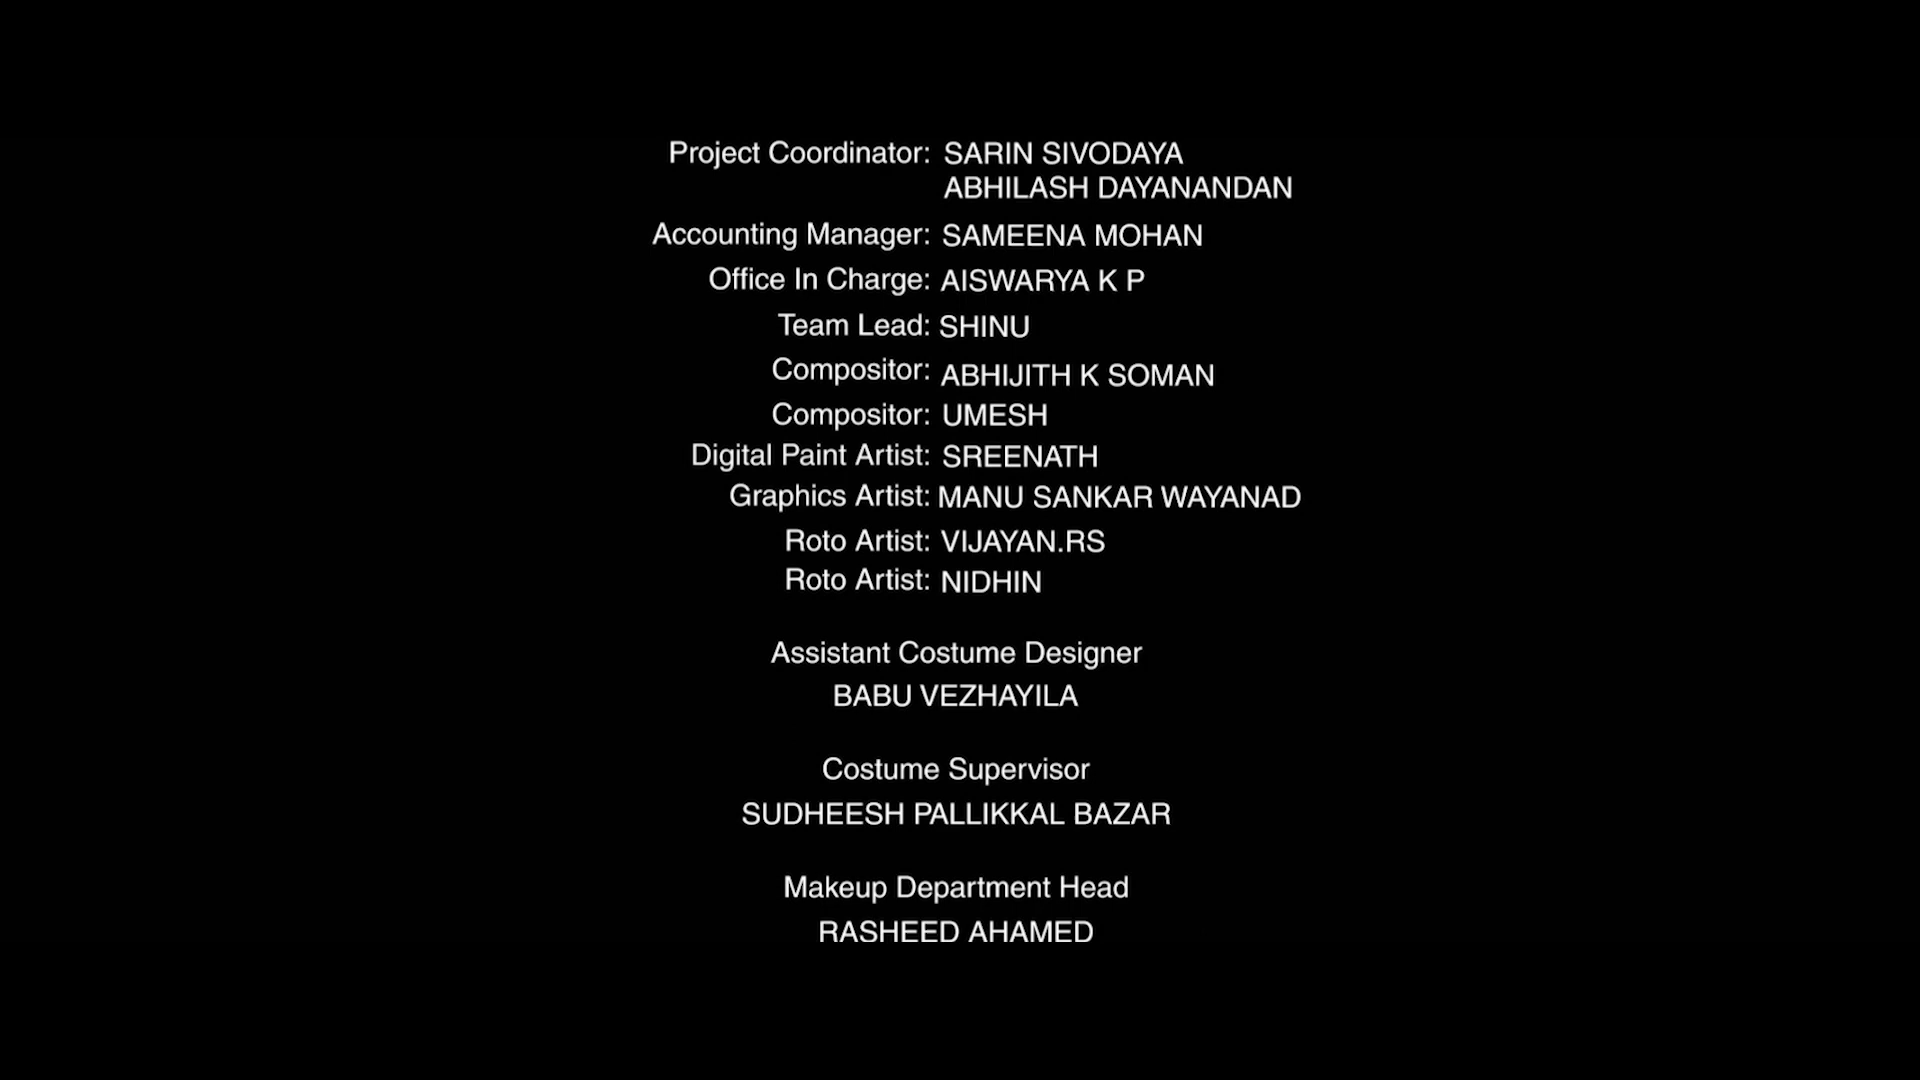 Project Coordinator: SARIN SIVODAYA
ABHILASH DAYANANDAN
Accounting Manager: SAMEENA MOHAN
Office In Charge: AISWARYA K P
Team Lead: SHINU
Compositor: ABHIJITH K SOMAN
Compositor: UMESH
Digital Paint Artist: SREENATH
Graphics Artist: MANU SANKAR WAYANAD
Roto Artist: VIJAYAN.RS
Roto Artist: NIDHIN
Assistant Costume Designer
BABU VEZHAYILA
Costume Supervisor
SUDHEESH PALLIKKAL BAZAR
Makeup Department Head
RASHEED AHAMED